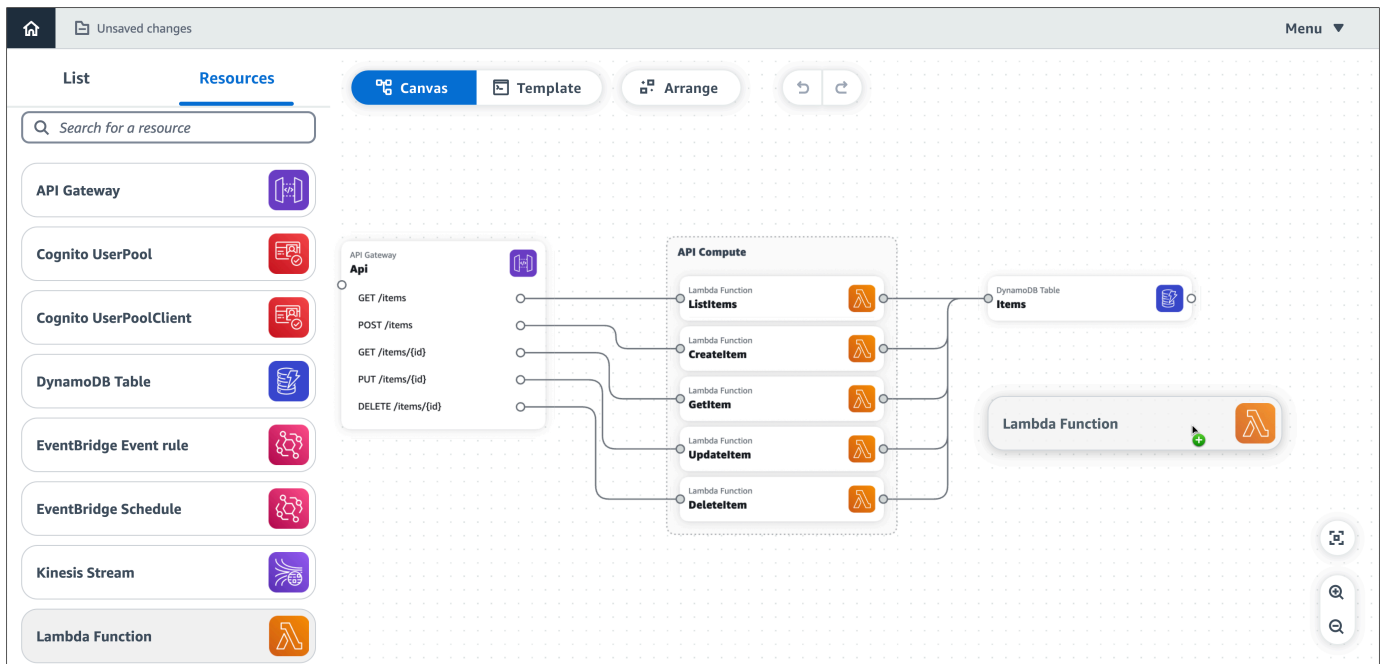 Unsaved changes
Menu
List
Resources
Canvas
Template
Arrange
Search for a resource
API Gateway
Cognito UserPool
Cognito UserPoolClient
DynamoDB Table
EventBridge Event rule
EventBridge Schedule
Kinesis Stream
Lambda Function
API Gateway
Api
GET /items
POST /items
GET /items/{id}
PUT /items/{id}
DELETE /items/{id}
API Compute
Lambda Function
ListItems
Lambda Function
CreateItem
Lambda Function
GetItem
Lambda Function
UpdateItem
Lambda Function
DeleteItem
DynamoDB Table
Items
Lambda Function